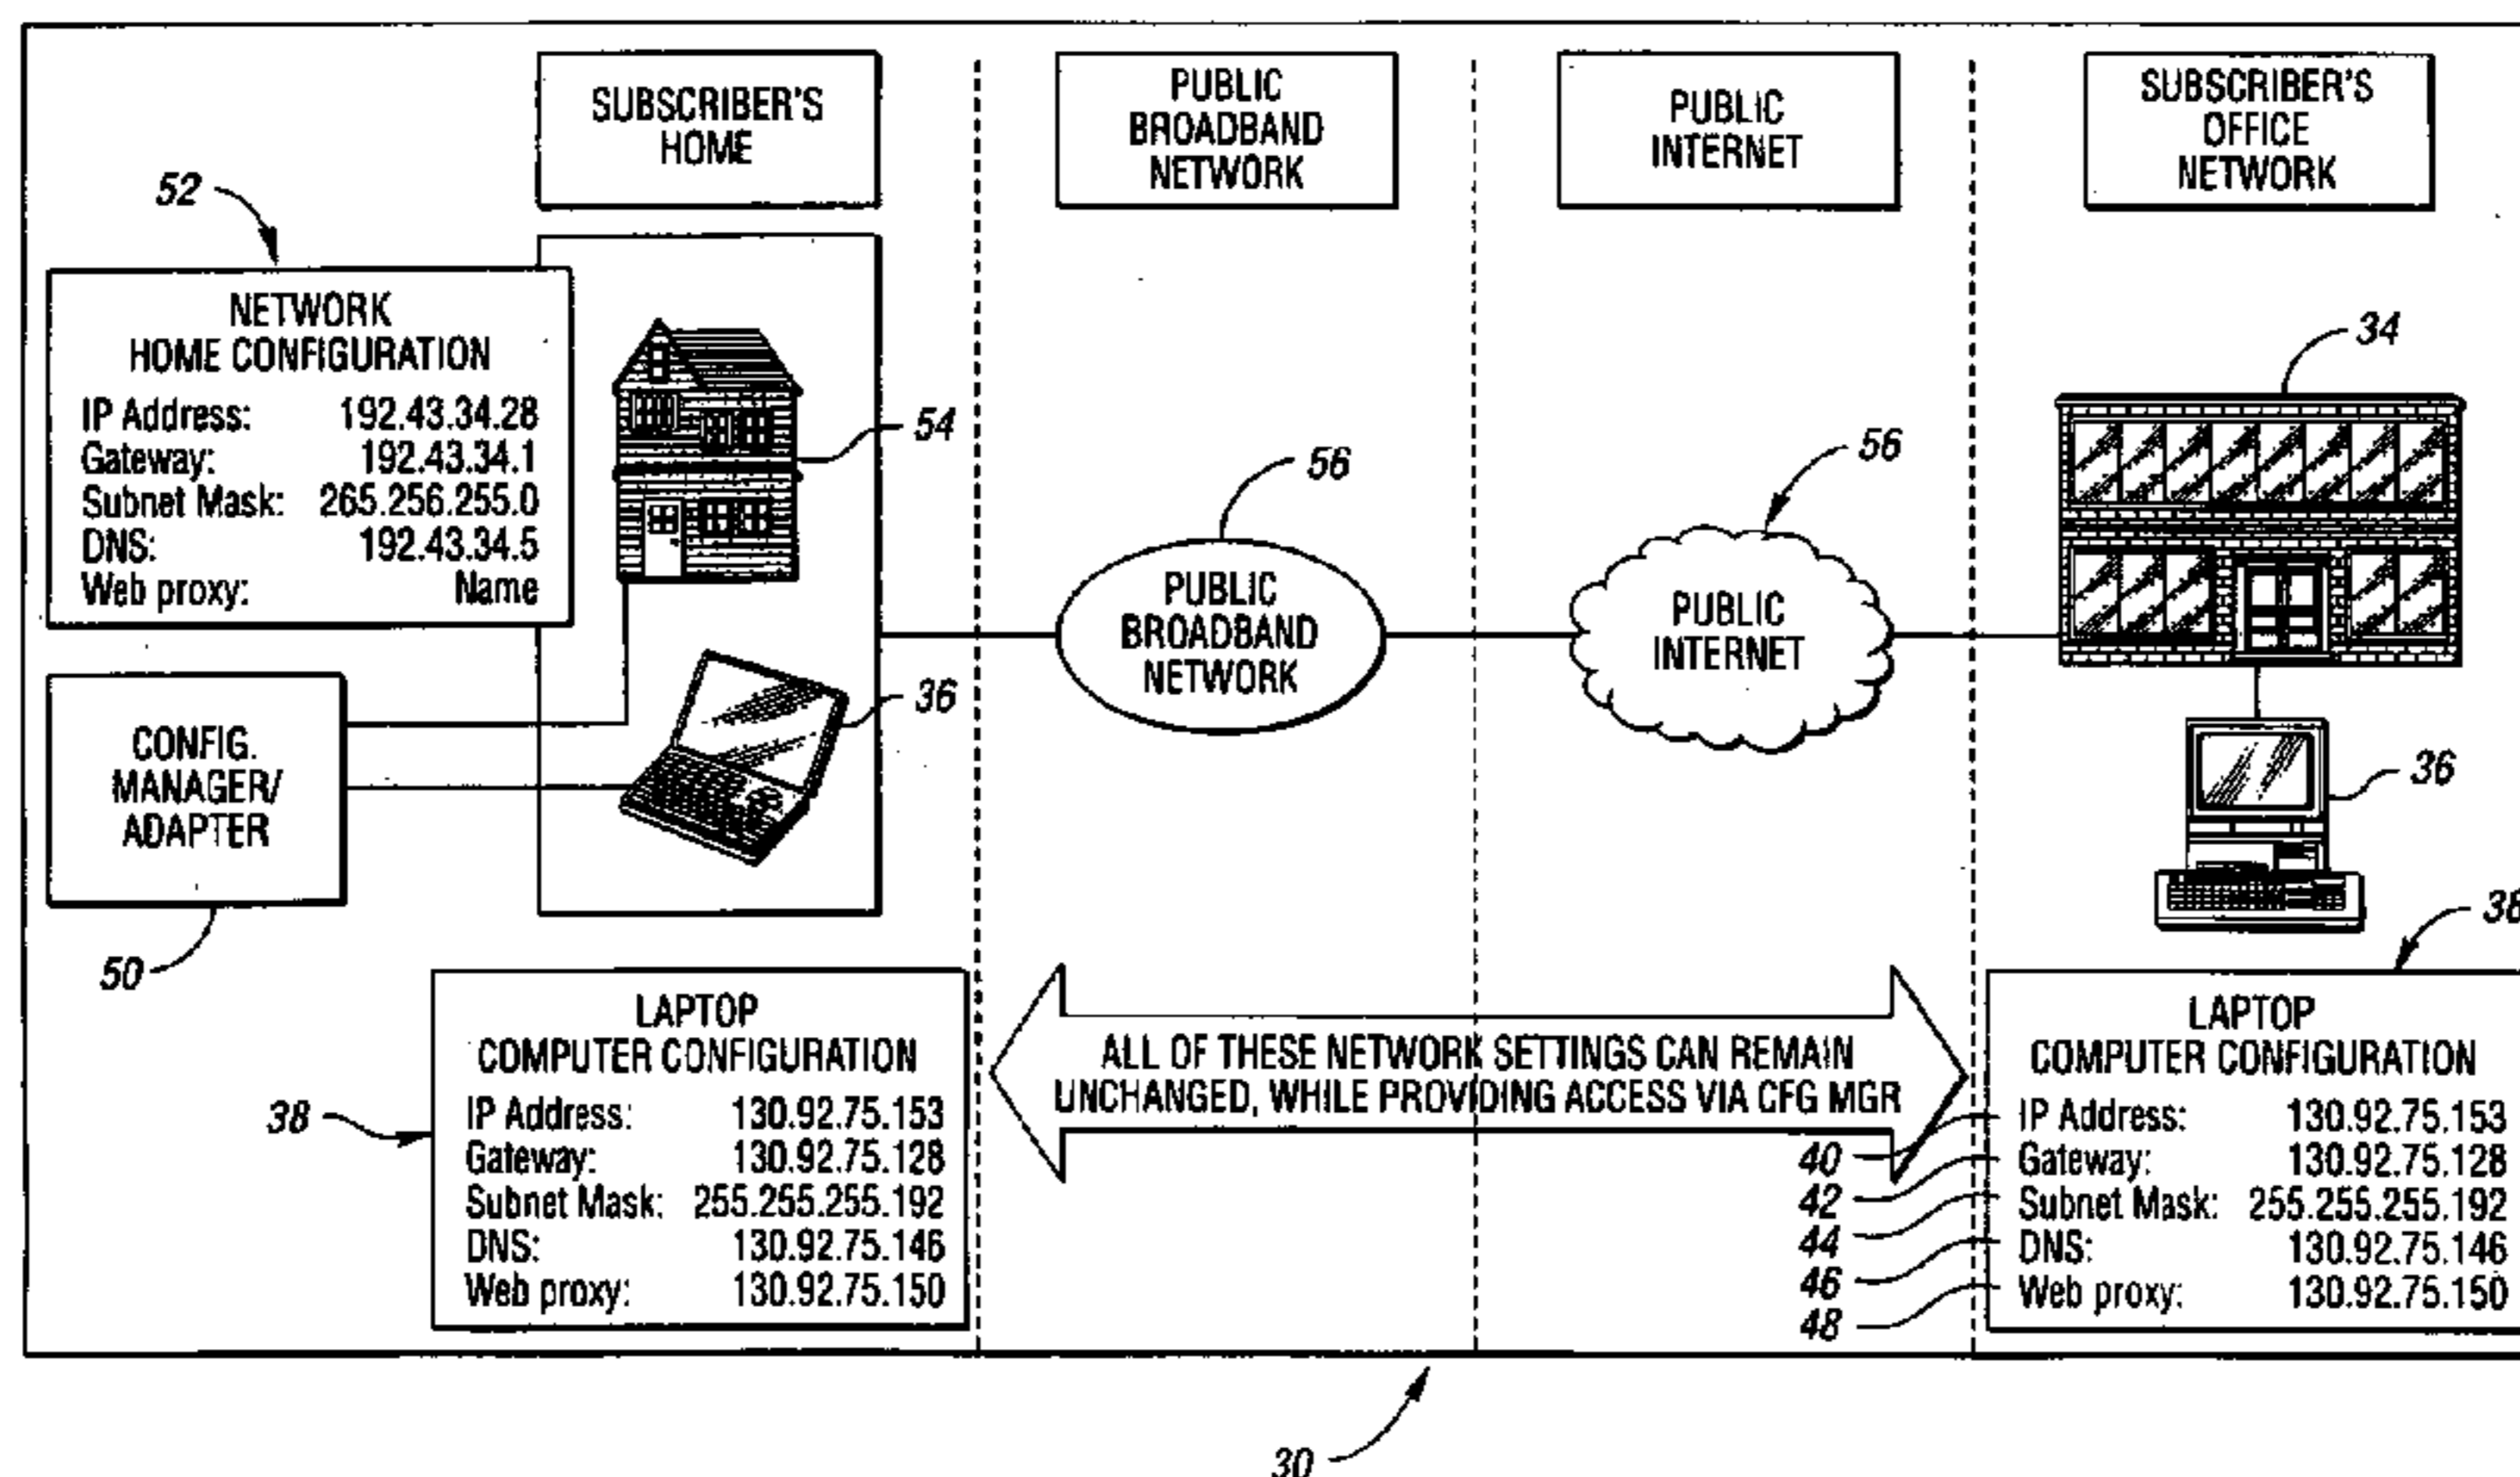 SUBSCRIBER'S
HOME
PUBLIC
BROADBAND
NETWORK
PUBLIC
INTERNET
SUBSCRIBER'S
OFFICE
NETWORK
52
NETWORK
HOME CONFIGURATION
IP Address: 192.43.34.28
Gateway: 192.43.34.1
Subnet Mask: 265.256.255.0
DNS: 192.43.34.5
Web proxy: Name
54
56
PUBLIC
BROADBAND
NETWORK
56
PUBLIC
INTERNET
34
36
CONFIG.
MANAGER/
ADAPTER
50
36
38
LAPTOP
COMPUTER CONFIGURATION
IP Address: 130.92.75.153
Gateway: 130.92.75.128
Subnet Mask: 255.255.255.192
DNS: 130.92.75.146
Web proxy: 130.92.75.150
38
ALL OF THESE NETWORK SETTINGS CAN REMAIN
UNCHANGED, WHILE PROVIDING ACCESS VIA CFG MGR
40
42
44
46
48
LAPTOP
COMPUTER CONFIGURATION
IP Address: 130.92.75.153
Gateway: 130.92.75.128
Subnet Mask: 255.255.255.192
DNS: 130.92.75.146
Web proxy: 130.92.75.150
30